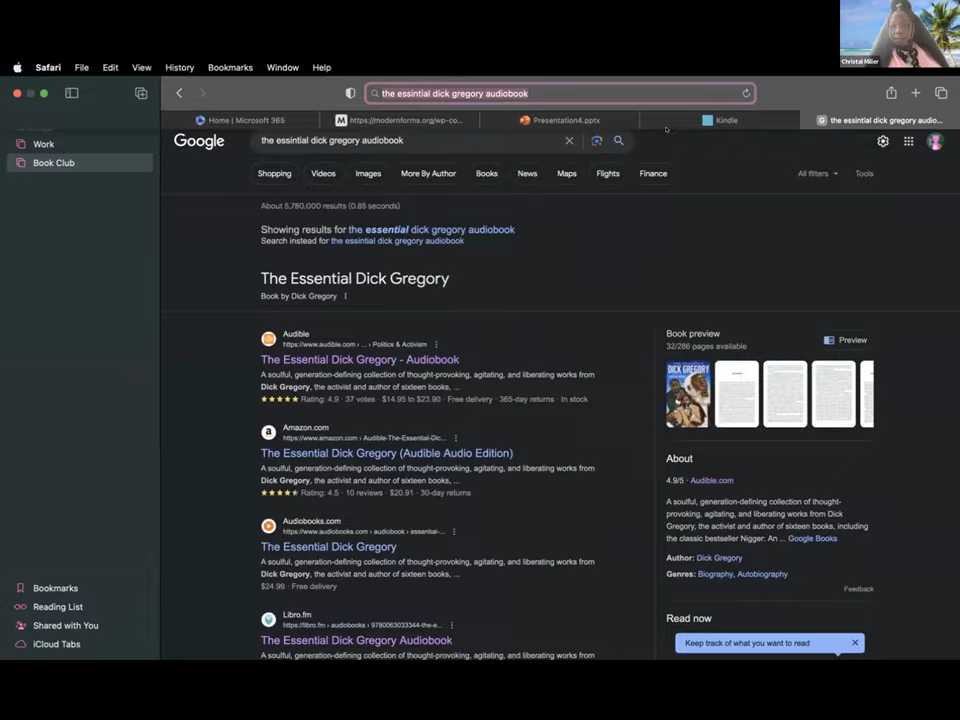 Christal Miller
Safari File Edit View History Bookmarks Window Help
the essintial dick gregory audiobook
Home | Microsoft 365
https://modernforms.org/wp-co...
Presentation4.pptx
Kindle
the essintial dick gregory audio...
Work
Book Club
Bookmarks
Reading List
Shared with You
iCloud Tabs
Google
the essintial dick gregory audiobook
Shopping Videos Images More By Author Books News Maps Flights Finance
All filters Tools
About 5,780,000 results (0.85 seconds)
Showing results for the essential dick gregory audiobook
Search instead for the essintial dick gregory audiobook
The Essential Dick Gregory
Book by Dick Gregory
Audible
https://www.audible.com › ... › Politics & Activism
The Essential Dick Gregory - Audiobook
A soulful, generation-defining collection of thought-provoking, agitating, and liberating works from
Dick Gregory, the activist and author of sixteen books, ...
Rating: 4.9 · 37 votes · $14.95 to $23.90 · Free delivery · 365-day returns · In stock
Amazon.com
https://www.amazon.com › Audible-The-Essential-Dic...
The Essential Dick Gregory (Audible Audio Edition)
A soulful, generation-defining collection of thought-provoking, agitating, and liberating works from
Dick Gregory, the activist and author of sixteen books, ...
Rating: 4.5 · 10 reviews · $20.91 · 30-day returns
Audiobooks.com
https://www.audiobooks.com › audiobook › essential-...
The Essential Dick Gregory
A soulful, generation-defining collection of thought-provoking, agitating, and liberating works from
Dick Gregory, the activist and author of sixteen books, ...
$24.99 · Free delivery
Libro.fm
https://libro.fm › audiobooks › 9780063033344-the-e...
The Essential Dick Gregory Audiobook
A soulful, generation-defining collection of thought-provoking, agitating, and liberating works from
Book preview
32/286 pages available
Preview
DICK GREGORY
About
4.9/5 · Audible.com
A soulful, generation-defining collection of thought-
provoking, agitating, and liberating works from Dick
Gregory, the activist and author of sixteen books, including
the classic bestseller Nigger: An ... Google Books
Author: Dick Gregory
Genres: Biography, Autobiography
Feedback
Read now
Keep track of what you want to read